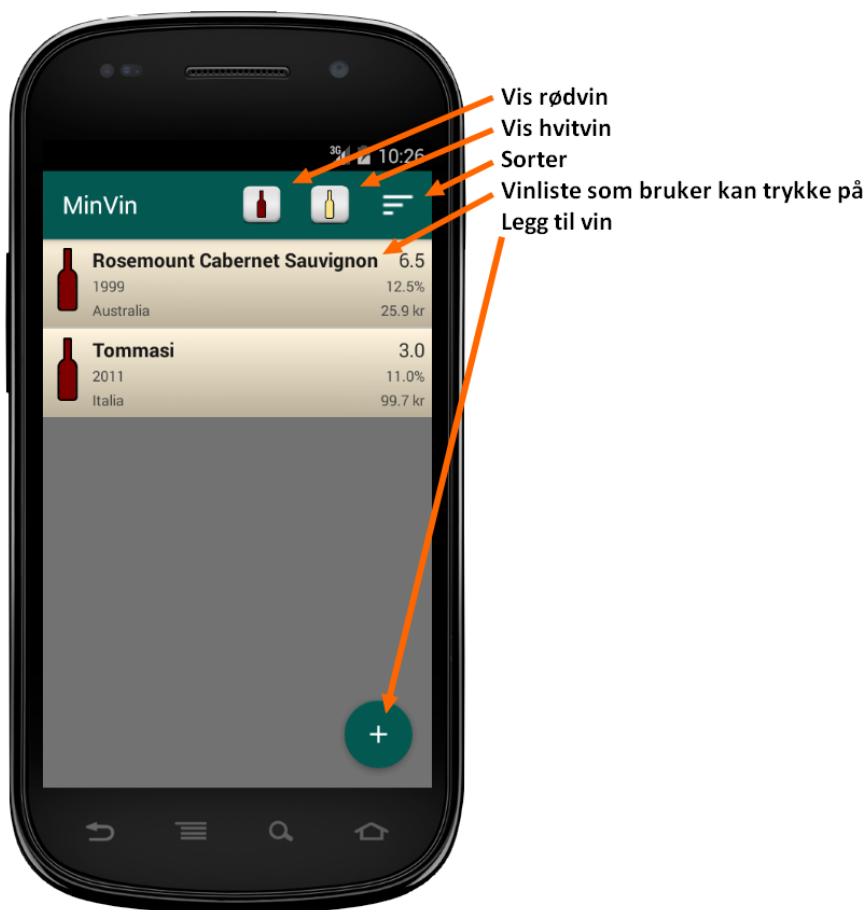 Vis rødvin
Vis hvitvin
Sorter
Vinliste som bruker kan trykke på
Legg til vin
3G 10:26
MinVin
Rosemount Cabernet Sauvignon 6.5
1999 12.5%
Australia 25.9 kr
Tommasi 3.0
2011 11.0%
Italia 99.7 kr
+